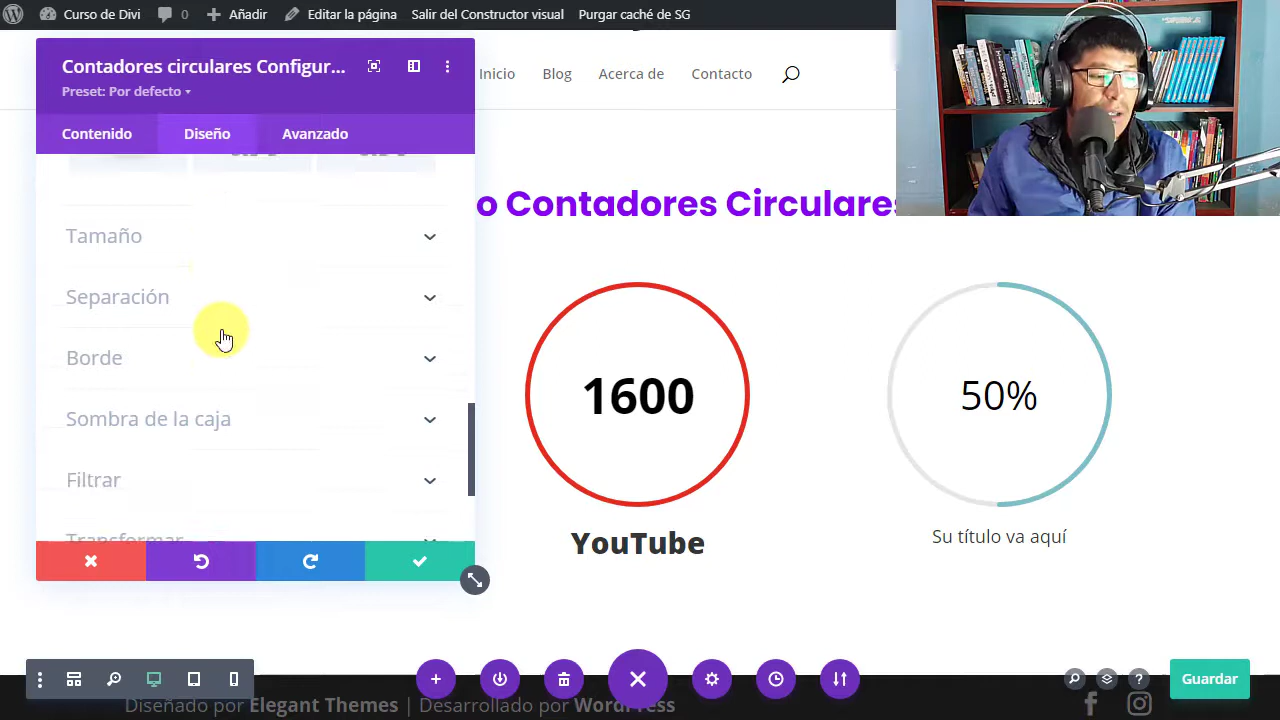 Curso de Divi
0
Añadir
Editar la página
Salir del Constructor visual
Purgar caché de SG
Contadores circulares Configur...
Preset: Por defecto
Inicio
Blog
Acerca de
Contacto
Contenido
Diseño
Avanzado
o Contadores Circulares
Tamaño
Separación
Borde
Sombra de la caja
Filtrar
Transformar
1600
YouTube
50%
Su título va aquí
Guardar
Diseñado por Elegant Themes | Desarrollado por WordPress